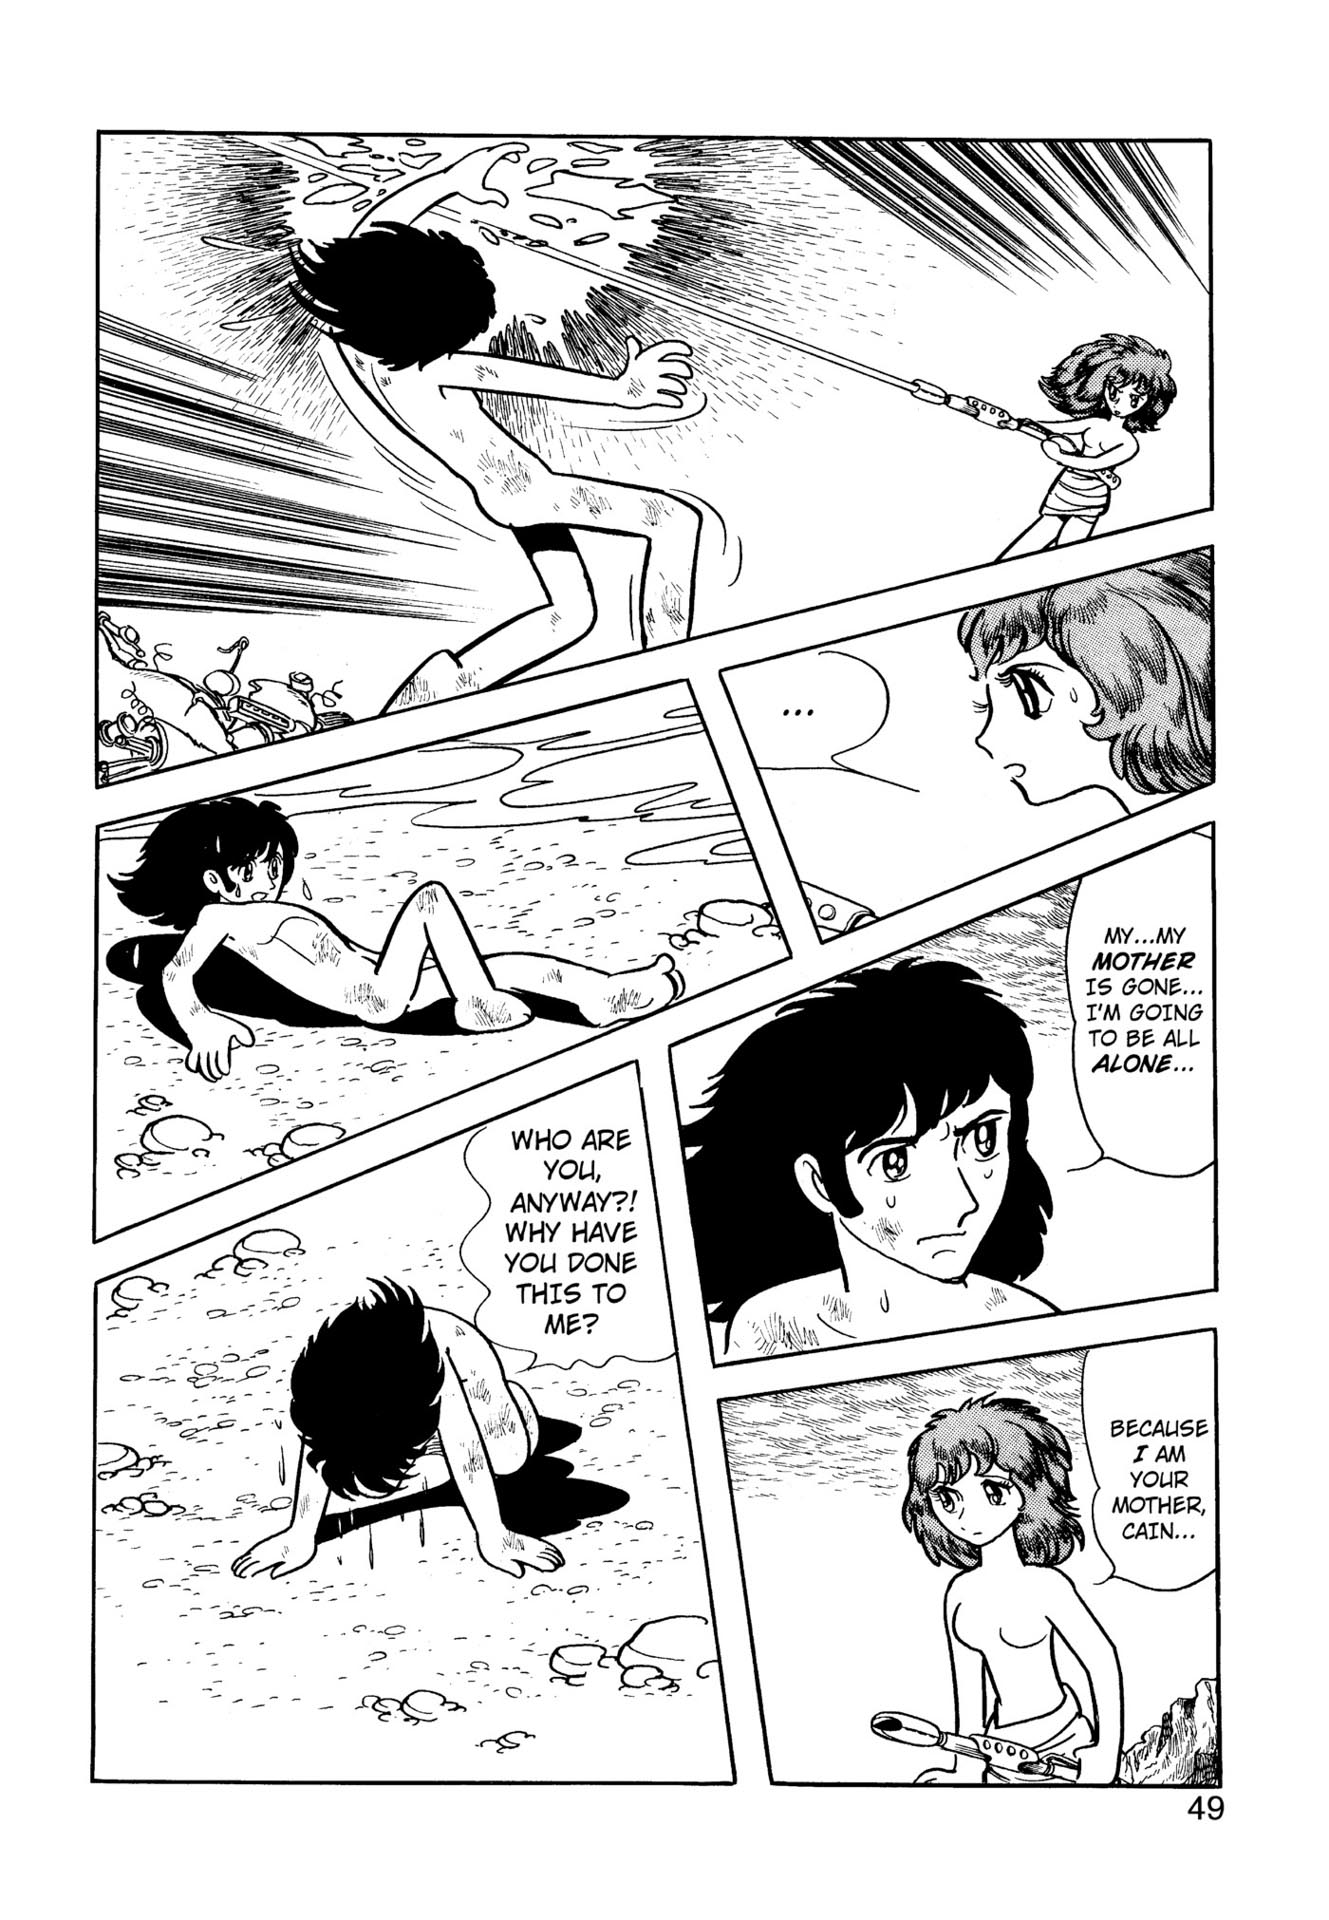 ...
MY...MY
MOTHER
IS GONE...
I'M GOING
TO BE ALL
ALONE...
WHO ARE
YOU,
ANYWAY?!
WHY HAVE
YOU DONE
THIS TO
ME?
BECAUSE
I AM
YOUR
MOTHER,
CAIN...
49